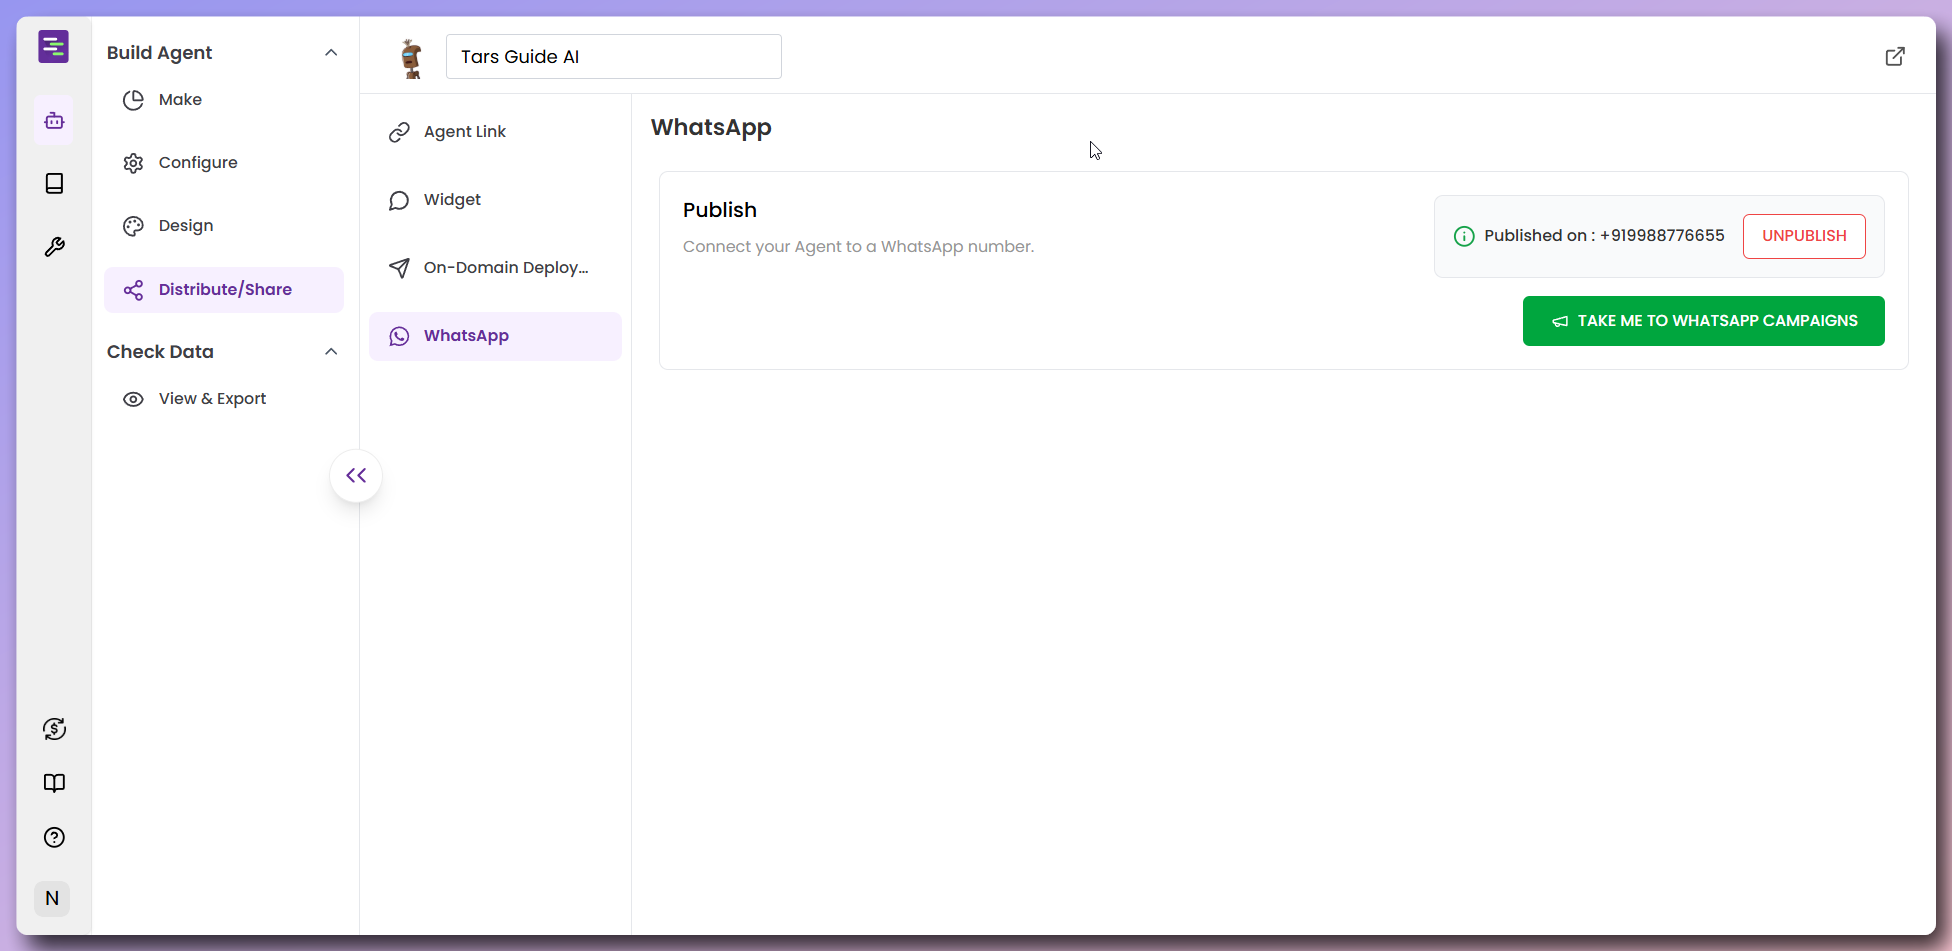 Build Agent
Make
Configure
Design
Distribute/Share
Check Data
View & Export
N
Tars Guide AI
Agent Link
Widget
On-Domain Deploy...
WhatsApp
WhatsApp
Publish
Connect your Agent to a WhatsApp number.
Published on : +919988776655
UNPUBLISH
TAKE ME TO WHATSAPP CAMPAIGNS